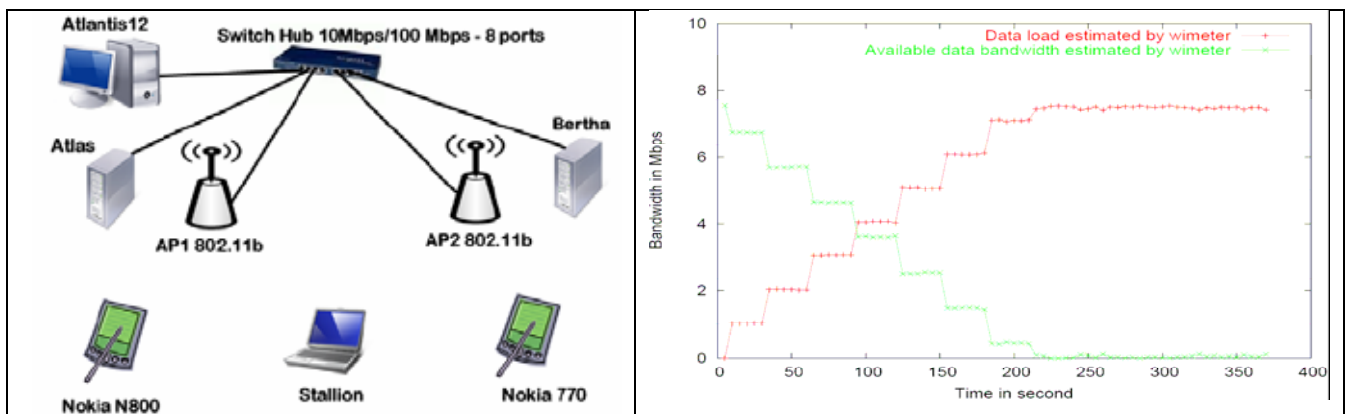 Atlantis12
Switch Hub 10Mbps/100 Mbps - 8 ports
Atlas
Bertha
AP1 802.11b
AP2 802.11b
Nokia N800
Stallion
Nokia 770
Data load estimated by wimeter
Available data bandwidth estimated by wimeter
Bandwidth in Mbps
10
8
6
4
2
0
0
50
100
150
200
250
300
350
400
Time in second